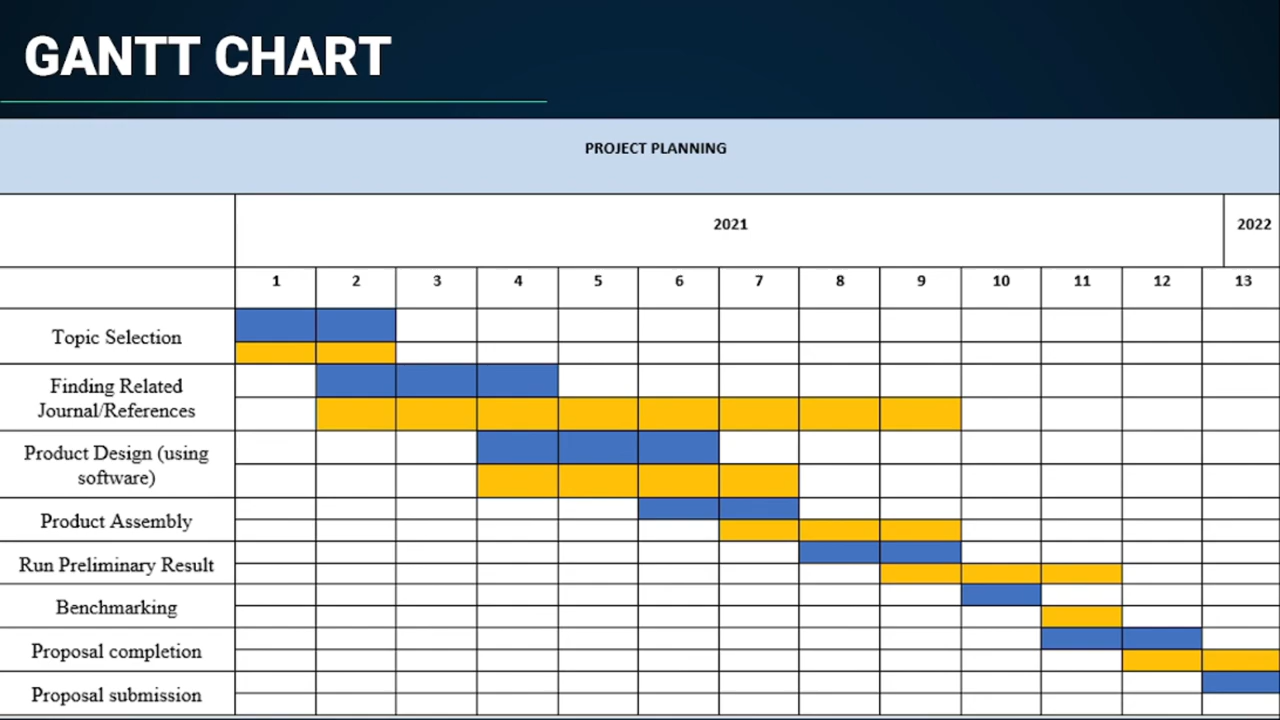 GANTT CHART
PROJECT PLANNING
2021 2022
1 2 3 4 5 6 7 8 9 10 11 12 13
Topic Selection
Finding Related
Journal/References
Product Design (using
software)
Product Assembly
Run Preliminary Result
Benchmarking
Proposal completion
Proposal submission